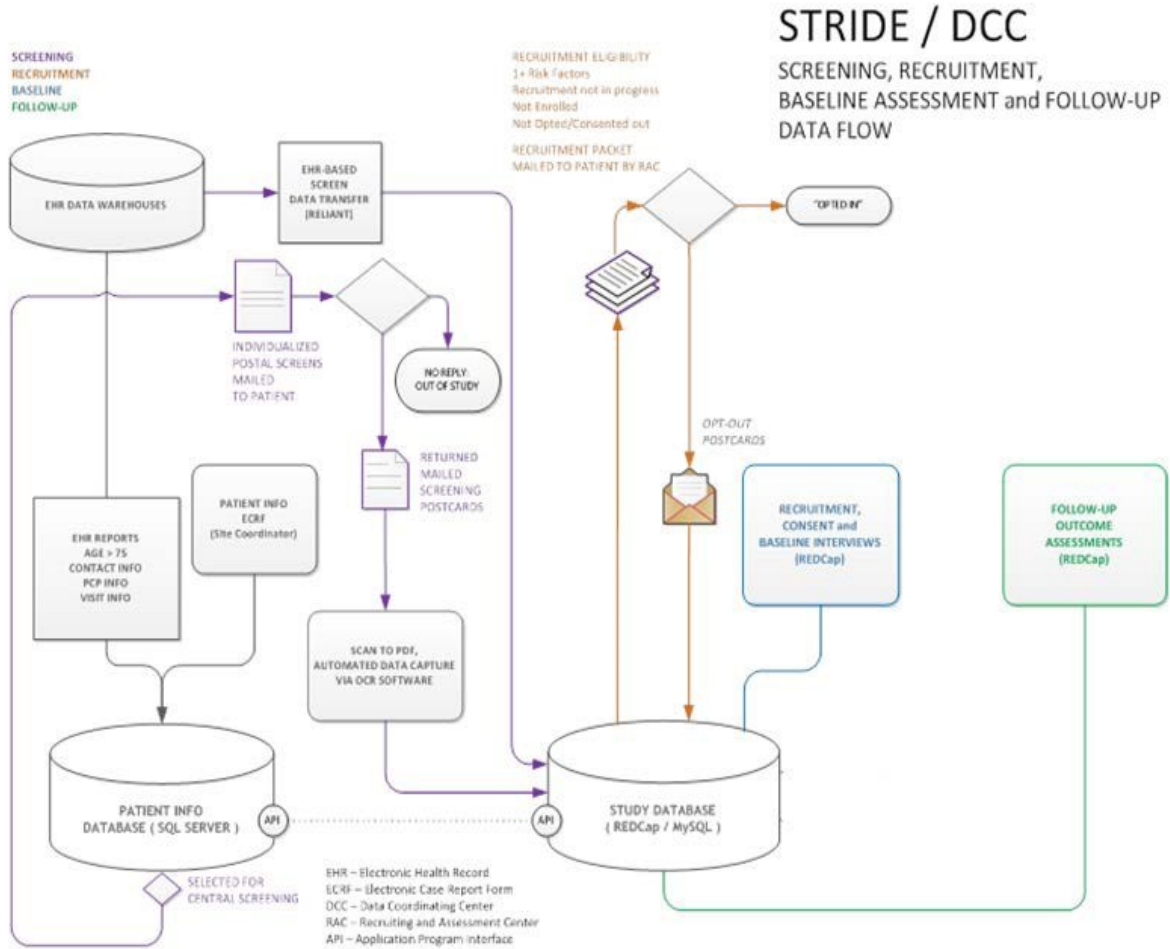 STRIDE / DCC
SCREENING, RECRUITMENT,
BASELINE ASSESSMENT and FOLLOW-UP
DATA FLOW
SCREENING
RECRUITMENT
BASELINE
FOLLOW-UP
RECRUITMENT ELIGIBILITY
1+ Risk Factors
Recruitment not in progress
Not Enrolled
Not Opted/Consented out
RECRUITMENT PACKET
MAILED TO PATIENT BY RAC
EHR DATA WAREHOUSES
EHR-BASED
SCREEN
DATA TRANSFER
(RELIANT)
"OPTED IN"
INDIVIDUALIZED
POSTAL SCREENS
MAILED
TO PATIENT
NO REPLY:
OUT OF STUDY
RETURNED
MAILED
SCREENING
POSTCARDS
OPT-OUT
POSTCARDS
EHR REPORTS
AGE > 75
CONTACT INFO
PCP INFO
VISIT INFO
PATIENT INFO
ECRF
(Site Coordinator)
RECRUITMENT,
CONSENT and
BASELINE INTERVIEWS
(REDCap)
FOLLOW-UP
OUTCOME
ASSESSMENTS
(REDCap)
SCAN TO PDF,
AUTOMATED DATA CAPTURE
VIA OCR SOFTWARE
PATIENT INFO
DATABASE ( SQL SERVER )
API
API
STUDY DATABASE
( REDCap / MySQL )
SELECTED FOR
CENTRAL SCREENING
EHR – Electronic Health Record
ECRF – Electronic Case Report Form
DCC – Data Coordinating Center
RAC – Recruiting and Assessment Center
API – Application Program Interface